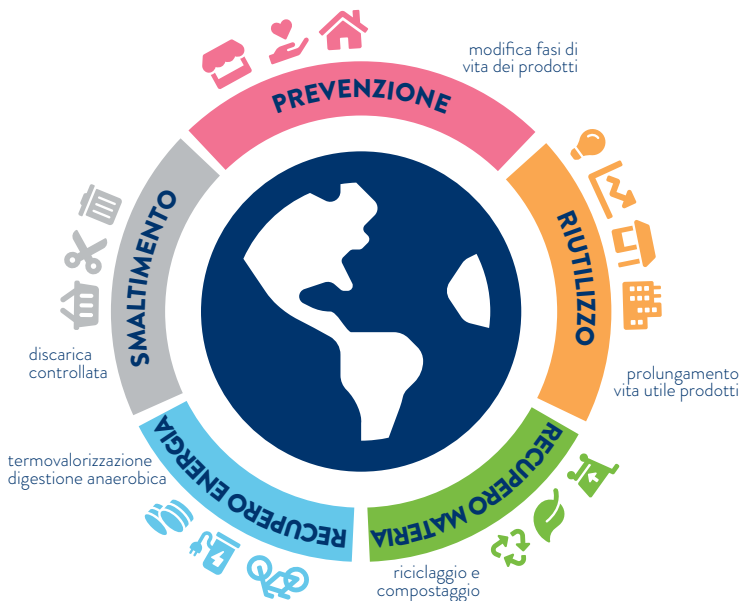 PREVENZIONE
modifica fasi di
vita dei prodotti
RIUTILIZZO
prolungamento
vita utile prodotti
RECUPERO MATERIA
riciclaggio e
compostaggio
RECUPERO ENERGIA
termovalorizzazione
digestione anaerobica
SMALTIMENTO
discarica
controllata